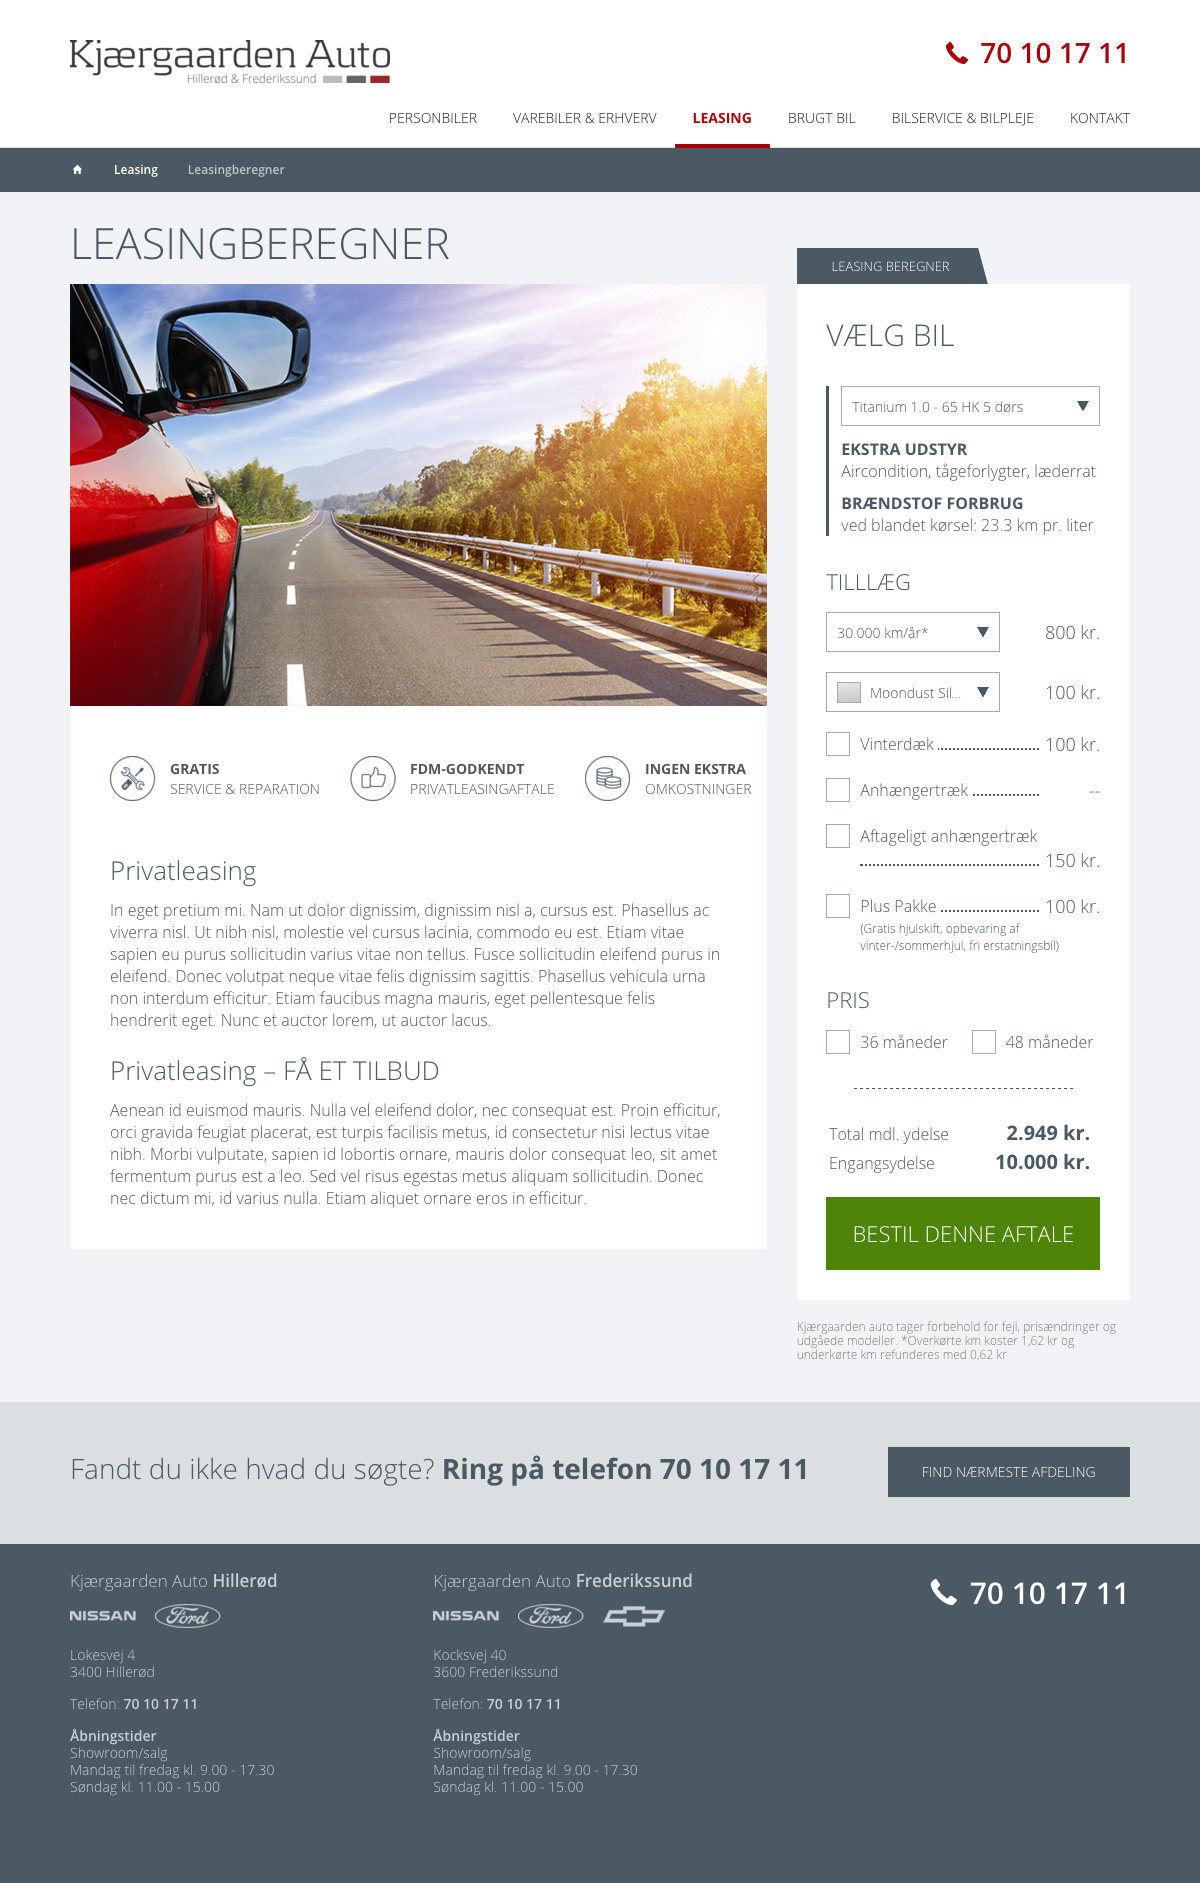 Kjærgaarden Auto
Hillerød & Frederikssund
70 10 17 11
PERSONBILER
VAREBILER & ERHVERV
LEASING
BRUGT BIL
BILSERVICE & BILPLEJE
KONTAKT
Leasing
Leasingberegner
LEASINGBEREGNER
GRATIS
SERVICE & REPARATION
FDM-GODKENDT
PRIVATLEASINGAFTALE
INGEN EKSTRA
OMKOSTNINGER
Privatleasing
In eget pretium mi. Nam ut dolor dignissim, dignissim nisl a, cursus est. Phasellus ac
viverra nisl. Ut nibh nisl, molestie vel cursus lacinia, commodo eu est. Etiam vitae
sapien eu purus sollicitudin varius vitae non tellus. Fusce sollicitudin eleifend purus in
eleifend. Donec volutpat neque vitae felis dignissim sagittis. Phasellus vehicula urna
non interdum efficitur. Etiam faucibus magna mauris, eget pellentesque felis
hendrerit eget. Nunc et auctor lorem, ut auctor lacus.
Privatleasing – FÅ ET TILBUD
Aenean id euismod mauris. Nulla vel eleifend dolor, nec consequat est. Proin efficitur,
orci gravida feugiat placerat, est turpis facilisis metus, id consectetur nisi lectus vitae
nibh. Morbi vulputate, sapien id lobortis ornare, mauris dolor consequat leo, sit amet
fermentum purus est a leo. Sed vel risus egestas metus aliquam sollicitudin. Donec
nec dictum mi, id varius nulla. Etiam aliquet ornare eros in efficitur.
LEASING BEREGNER
VÆLG BIL
Titanium 1.0 - 65 HK 5 dørs
EKSTRA UDSTYR
Aircondition, tågeforlygter, læderrat
BRÆNDSTOF FORBRUG
ved blandet kørsel: 23.3 km pr. liter
TILLLÆG
30.000 km/år* 800 kr.
Moondust Sil... 100 kr.
Vinterdæk 100 kr.
Anhængertræk --
Aftageligt anhængertræk
150 kr.
Plus Pakke 100 kr.
(Gratis hjulskift, opbevaring af
vinter-/sommerhjul, fri erstatningsbil)
PRIS
36 måneder 48 måneder
Total mdl. ydelse 2.949 kr.
Engangsydelse 10.000 kr.
BESTIL DENNE AFTALE
Kjærgaarden auto tager forbehold for fejl, prisændringer og
udgåede modeller. *Overkørte km koster 1,62 kr og
underkørte km refunderes med 0,62 kr
Fandt du ikke hvad du søgte? Ring på telefon 70 10 17 11
FIND NÆRMESTE AFDELING
Kjærgaarden Auto Hillerød
NISSAN Ford
Lokesvej 4
3400 Hillerød
Telefon: 70 10 17 11
Åbningstider
Showroom/salg
Mandag til fredag kl. 9.00 - 17.30
Søndag kl. 11.00 - 15.00
Kjærgaarden Auto Frederikssund
NISSAN Ford
Kocksvej 40
3600 Frederikssund
Telefon: 70 10 17 11
Åbningstider
Showroom/salg
Mandag til fredag kl. 9.00 - 17.30
Søndag kl. 11.00 - 15.00
70 10 17 11